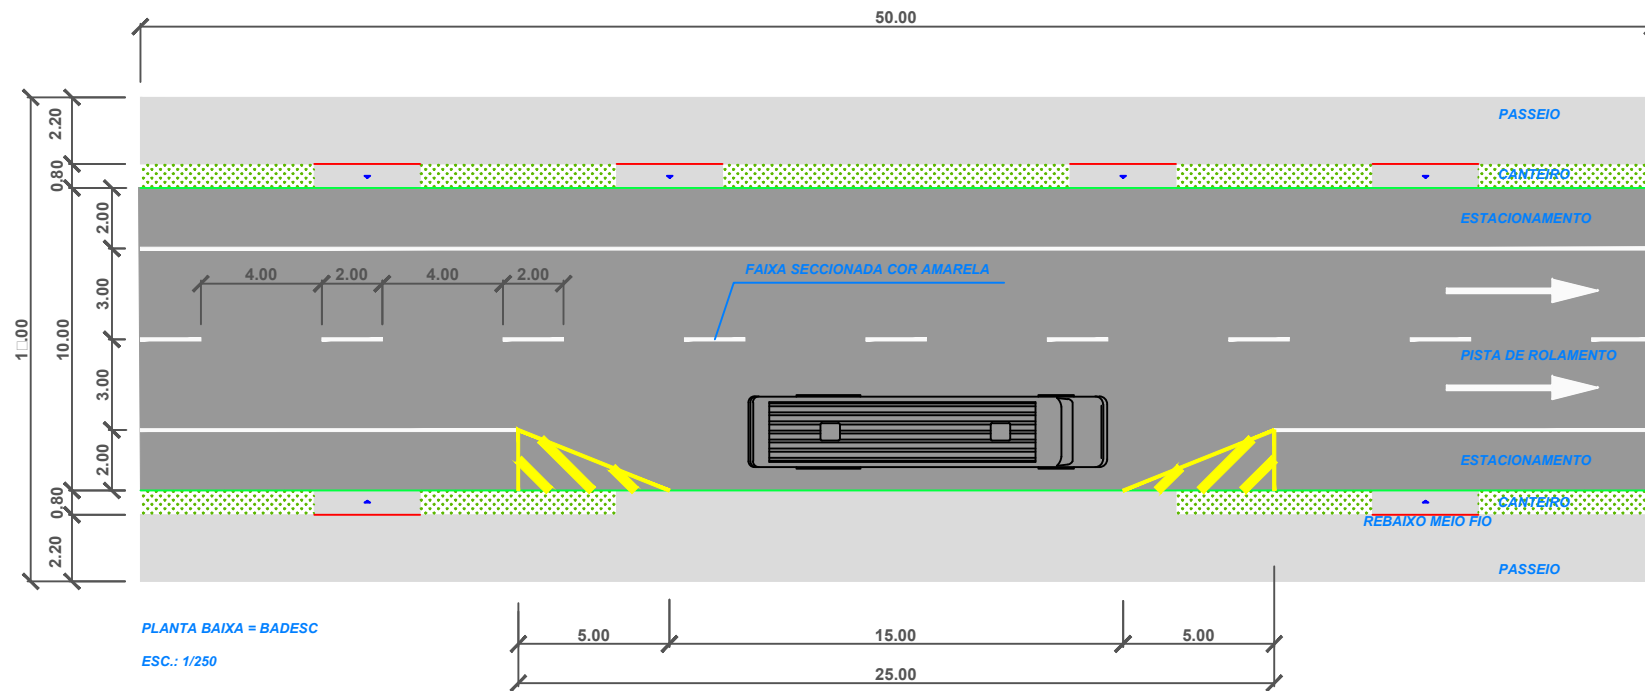 50.00
2.20
PASSEIO
0.80
CANTEIRO
2.00
ESTACIONAMENTO
4.00 2.00 4.00 2.00
FAIXA SECCIONADA COR AMARELA
3.00
10.00
PISTA DE ROLAMENTO
3.00
2.00
ESTACIONAMENTO
0.80
CANTEIRO
REBAIXO MEIO FIO
2.20
PASSEIO
PLANTA BAIXA = BADESC
ESC.: 1/250
5.00 15.00 5.00
25.00